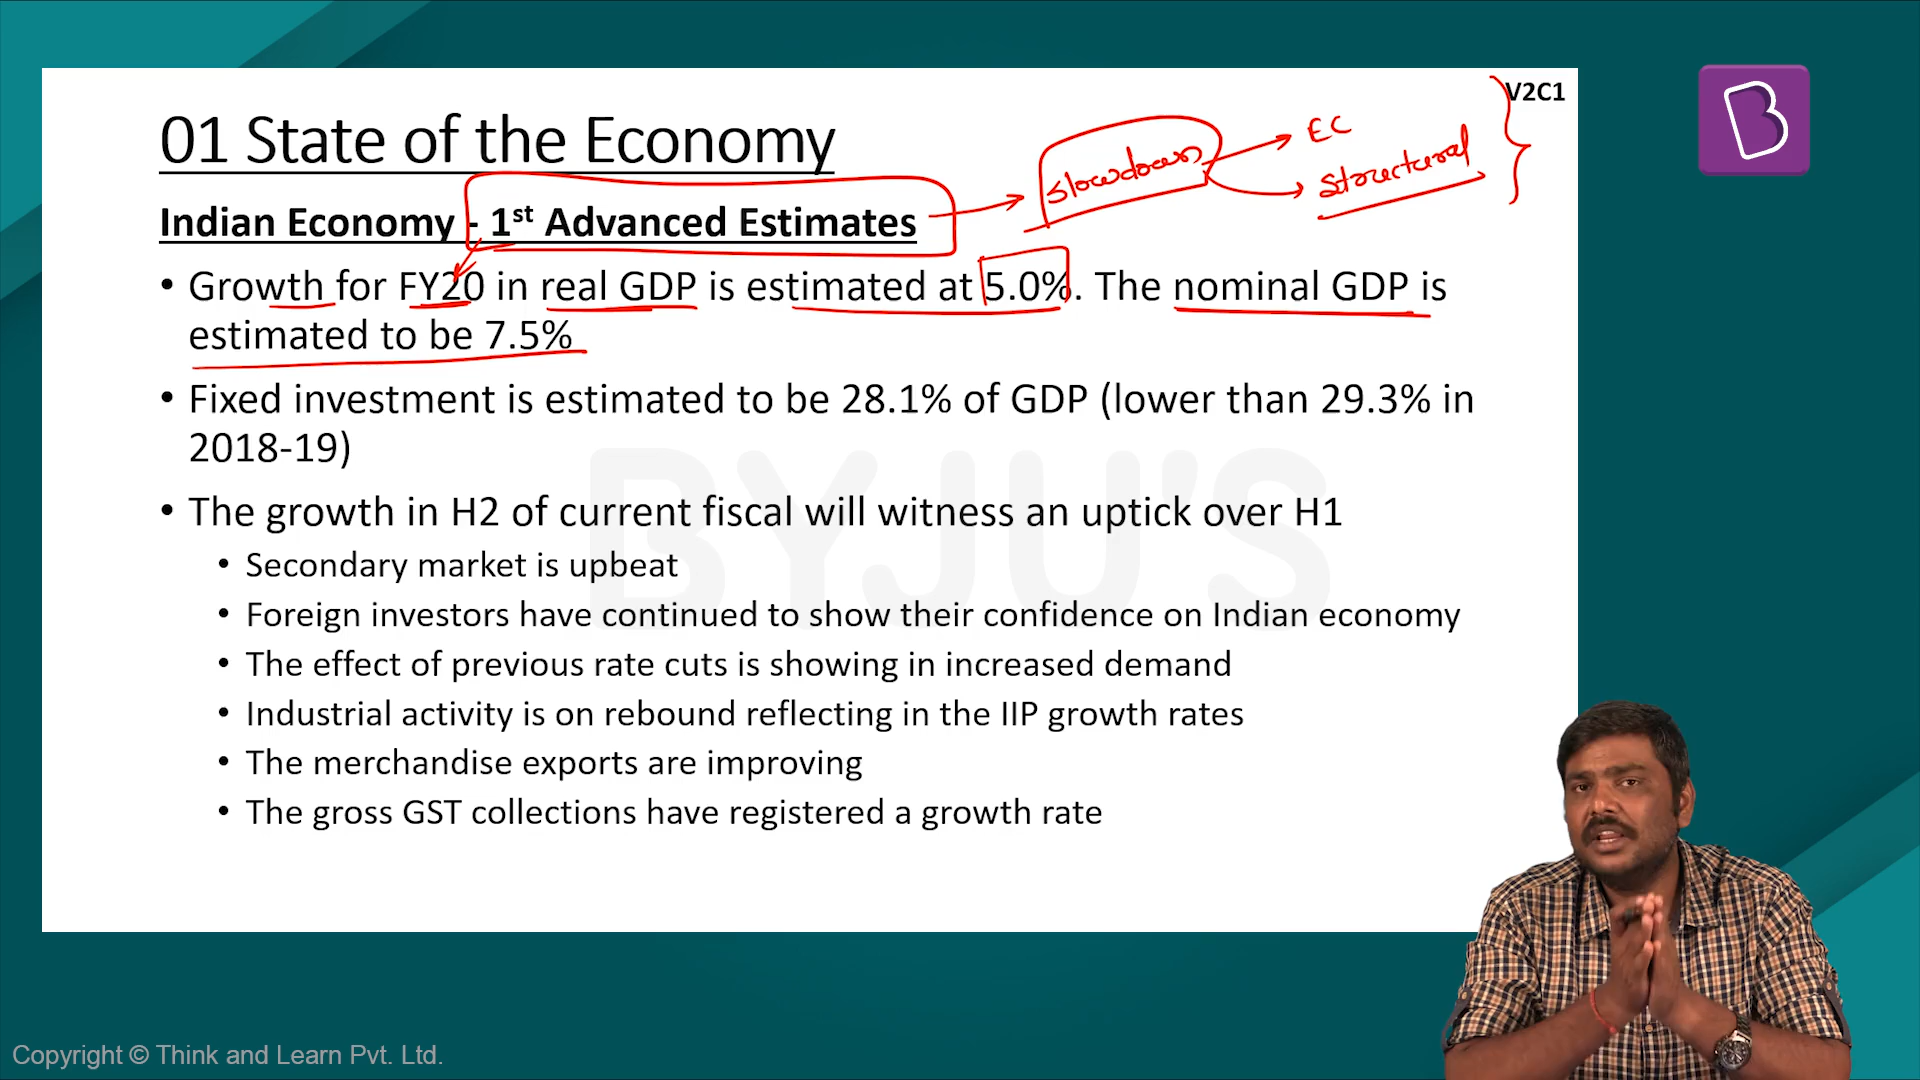 V2C1
01 State of the Economy
slowdown
EC
structural
Indian Economy - 1st Advanced Estimates
• Growth for FY20 in real GDP is estimated at 5.0%. The nominal GDP is
estimated to be 7.5%
• Fixed investment is estimated to be 28.1% of GDP (lower than 29.3% in
2018-19)
• The growth in H2 of current fiscal will witness an uptick over H1
• Secondary market is upbeat
• Foreign investors have continued to show their confidence on Indian economy
• The effect of previous rate cuts is showing in increased demand
• Industrial activity is on rebound reflecting in the IIP growth rates
• The merchandise exports are improving
• The gross GST collections have registered a growth rate
BYJU'S
B
Copyright © Think and Learn Pvt. Ltd.